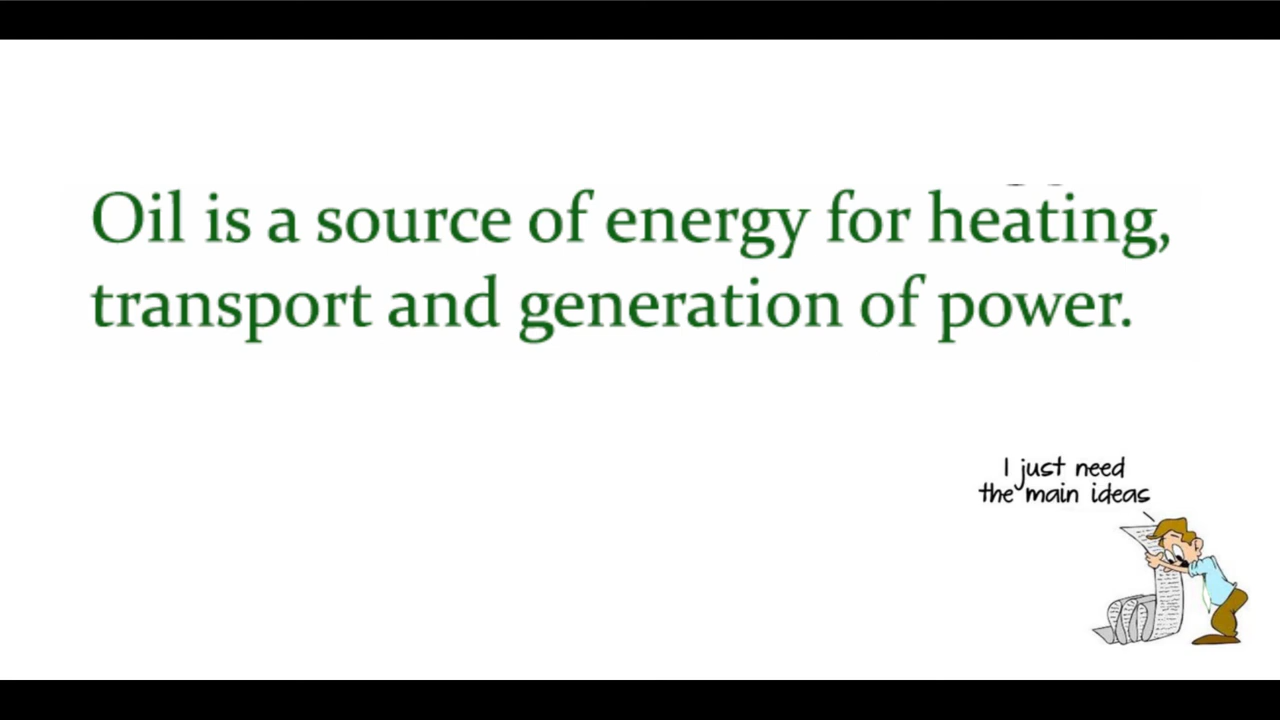 Oil is a source of energy for heating,
transport and generation of power.
I just need
the main ideas